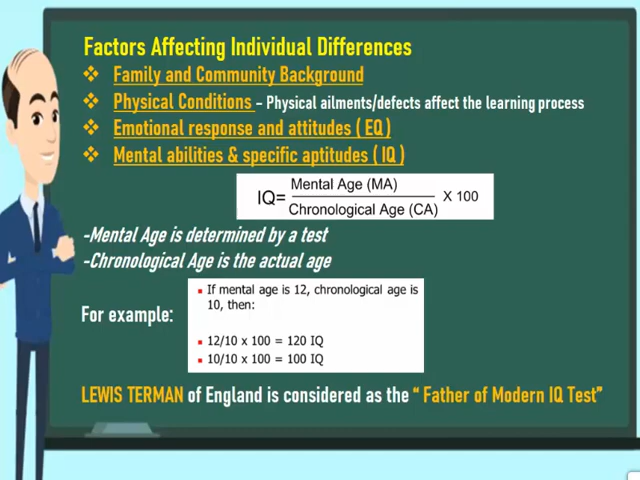 Factors Affecting Individual Differences
❖ Family and Community Background
❖ Physical Conditions - Physical ailments/defects affect the learning process
❖ Emotional response and attitudes ( EQ )
❖ Mental abilities & specific aptitudes ( IQ )
IQ= Mental Age (MA) / Chronological Age (CA) X 100
-Mental Age is determined by a test
-Chronological Age is the actual age
For example:
▪ If mental age is 12, chronological age is
10, then:
▪ 12/10 x 100 = 120 IQ
▪ 10/10 x 100 = 100 IQ
LEWIS TERMAN of England is considered as the “ Father of Modern IQ Test”